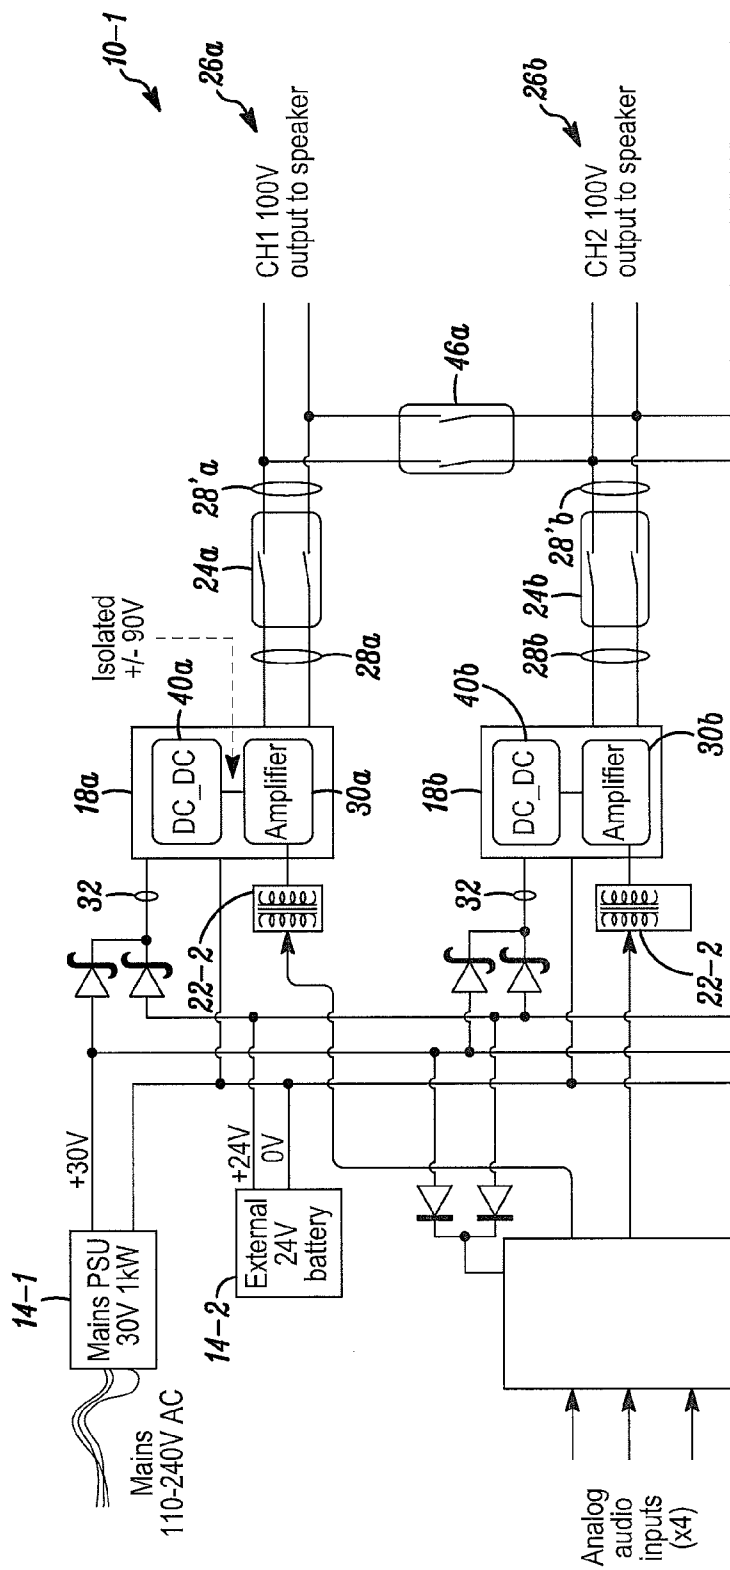 10-1
26a
CH1 100V
output to speaker
26b
CH2 100V
output to speaker
46a
28'a
24a
28a
28'b
24b
28b
Isolated
+/- 90V
40a
18a
DC_DC
Amplifier
30a
40b
18b
DC_DC
Amplifier
30b
32
22-2
32
22-2
+30V
+24V
0V
14-1
Mains PSU
30V 1kW
14-2
External
24V
battery
Mains
110-240V AC
Analog
audio
inputs
(x4)